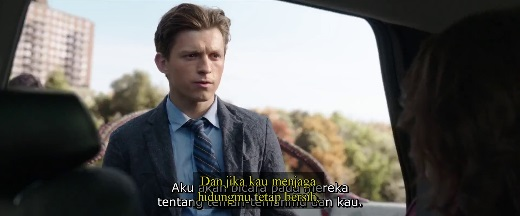 Dan jika kau menjaga
hidungmu tetap bersih,
Aku akan bicara pada mereka
tentang teman-temanmu dan kau.